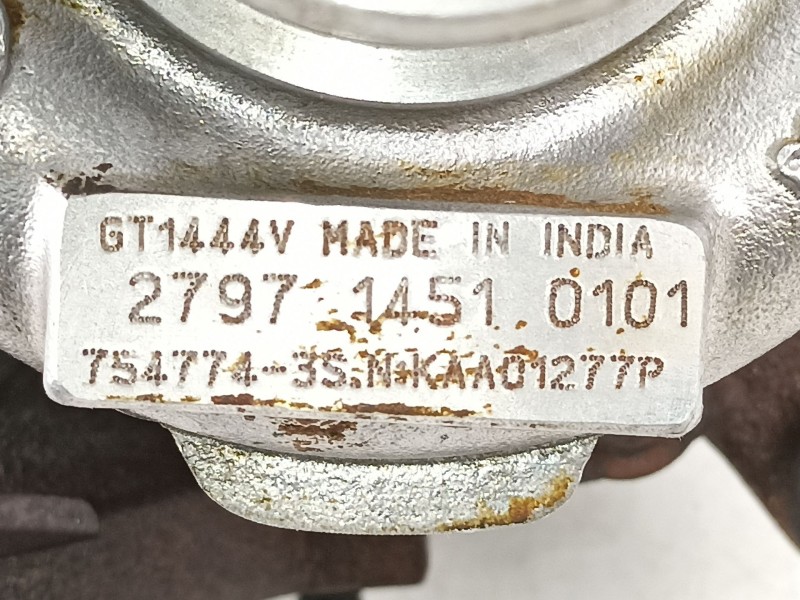 GT1444V MADE IN INDIA
2797 1451 0101
754774-3S.N-KAA01277P